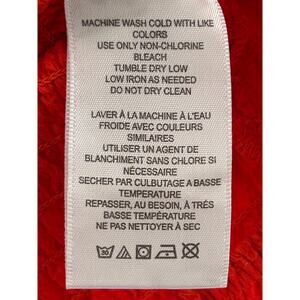 MACHINE WASH COLD WITH LIKE
COLORS
USE ONLY NON-CHLORINE
BLEACH
TUMBLE DRY LOW
LOW IRON AS NEEDED
DO NOT DRY CLEAN
LAVER À LA MACHINE À L'EAU
FROIDE AVEC COULEURS
SIMILAIRES
UTILISER UN AGENT DE
BLANCHIMENT SANS CHLORE SI
NÉCESSAIRE
SECHER PAR CULBUTAGE A BASSE
TEMPERATURE
REPASSER, AU BESOIN, À TRÉS
BASSE TEMPÉRATURE
NE PAS NETTOYER À SEC
30